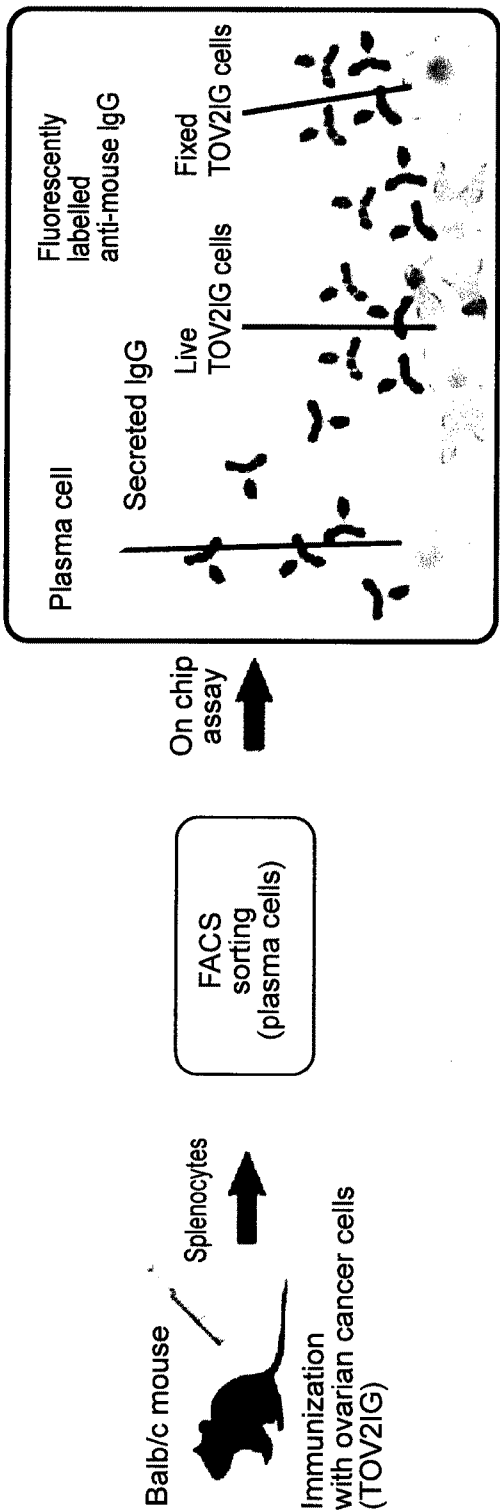 Balb/c mouse
Immunization
with ovarian cancer cells
(TOV2IG)
Splenocytes
FACS
sorting
(plasma cells)
On chip
assay
Plasma cell
Secreted IgG
Fluorescently
labelled
anti-mouse IgG
Live
TOV2IG cells
Fixed
TOV2IG cells